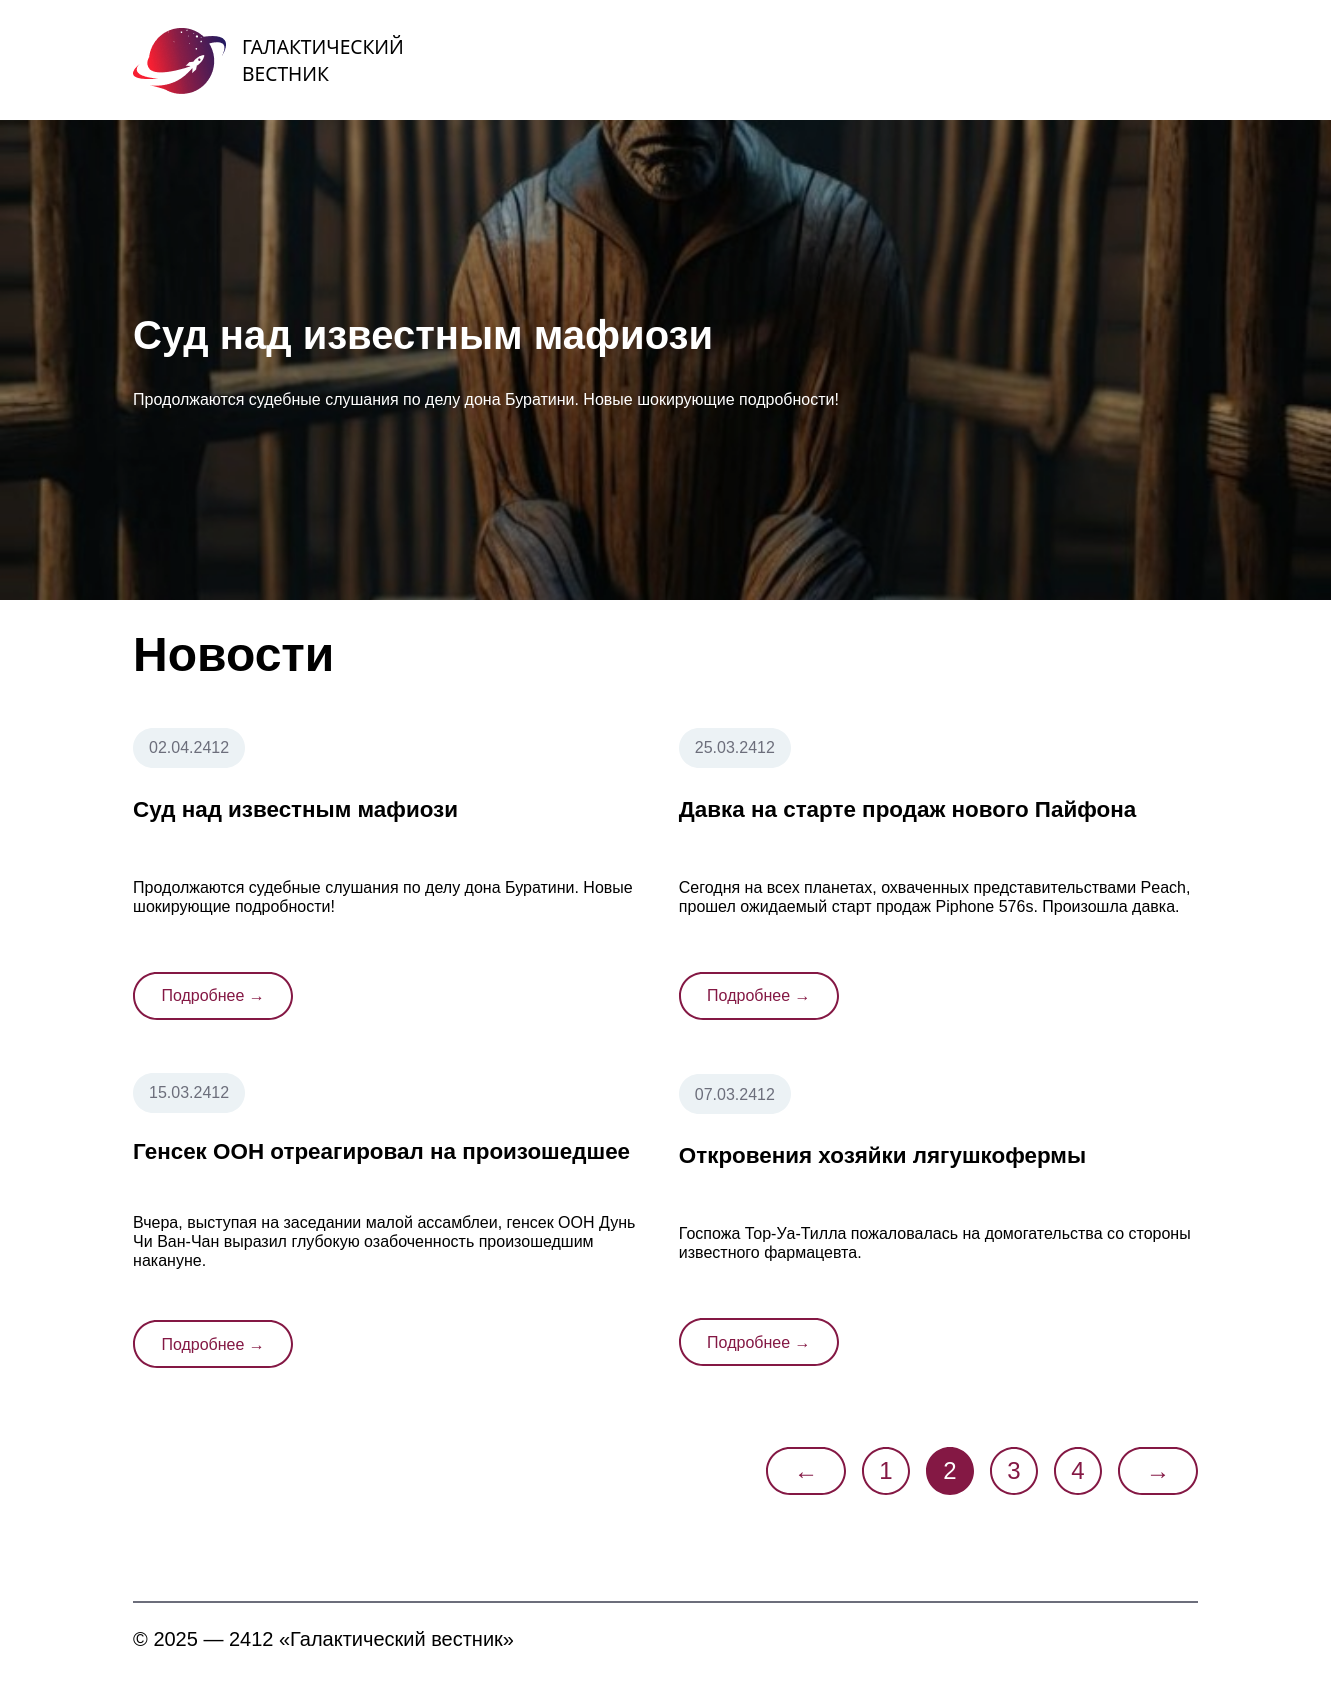 ГАЛАКТИЧЕСКИЙ
ВЕСТНИК
Суд над известным мафиози
Продолжаются судебные слушания по делу дона Буратини. Новые шокирующие подробности!
Новости
02.04.2412
Суд над известным мафиози
Продолжаются судебные слушания по делу дона Буратини. Новые
шокирующие подробности!
Подробнее →
25.03.2412
Давка на старте продаж нового Пайфона
Сегодня на всех планетах, охваченных представительствами Peach,
прошел ожидаемый старт продаж Piphone 576s. Произошла давка.
Подробнее →
15.03.2412
Генсек ООН отреагировал на произошедшее
Вчера, выступая на заседании малой ассамблеи, генсек ООН Дунь
Чи Ван-Чан выразил глубокую озабоченность произошедшим
накануне.
Подробнее →
07.03.2412
Откровения хозяйки лягушкофермы
Госпожа Тор-Уа-Тилла пожаловалась на домогательства со стороны
известного фармацевта.
Подробнее →
← 1 2 3 4 →
© 2025 — 2412 «Галактический вестник»